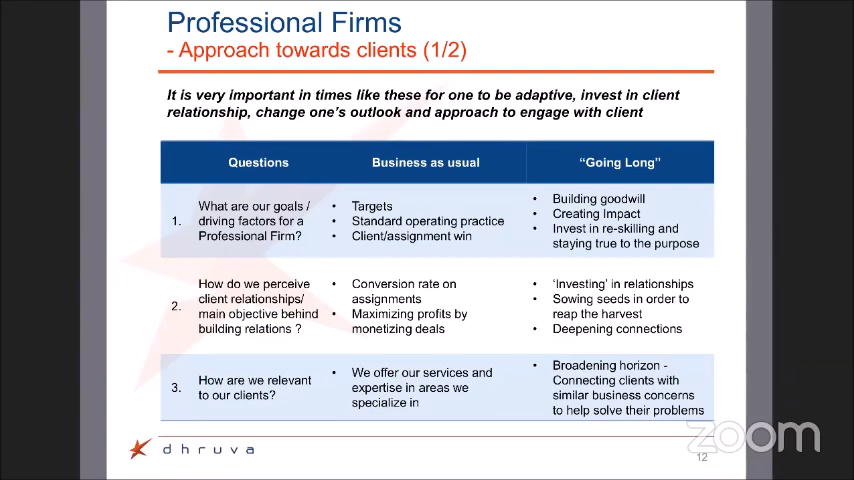 Professional Firms
- Approach towards clients (1/2)
It is very important in times like these for one to be adaptive, invest in client
relationship, change one's outlook and approach to engage with client
Questions
Business as usual
“Going Long”
1.
What are our goals /
driving factors for a
Professional Firm?
• Targets
• Standard operating practice
• Client/assignment win
• Building goodwill
• Creating Impact
• Invest in re-skilling and
staying true to the purpose
2.
How do we perceive
client relationships/
main objective behind
building relations ?
• Conversion rate on
assignments
• Maximizing profits by
monetizing deals
• ‘Investing’ in relationships
• Sowing seeds in order to
reap the harvest
• Deepening connections
3.
How are we relevant
to our clients?
• We offer our services and
expertise in areas we
specialize in
• Broadening horizon -
Connecting clients with
similar business concerns
to help solve their problems
dhruva
zoom
12